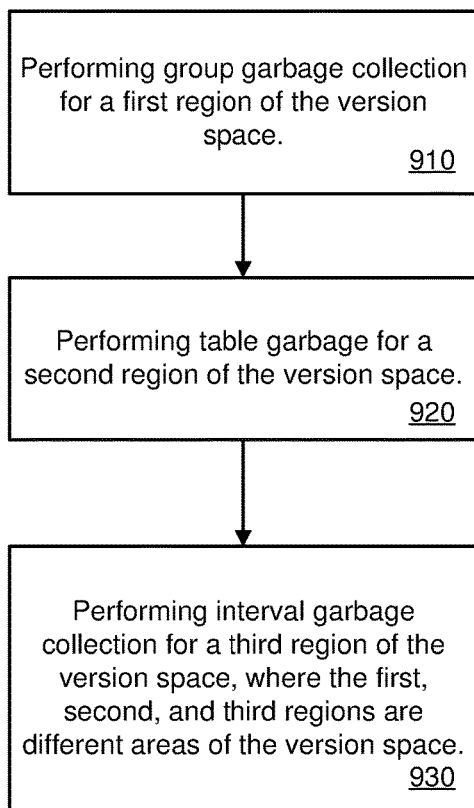 Performing group garbage collection
for a first region of the version
space.
910
Performing table garbage for a
second region of the version space.
920
Performing interval garbage
collection for a third region of the
version space, where the first,
second, and third regions are
different areas of the version space.
930